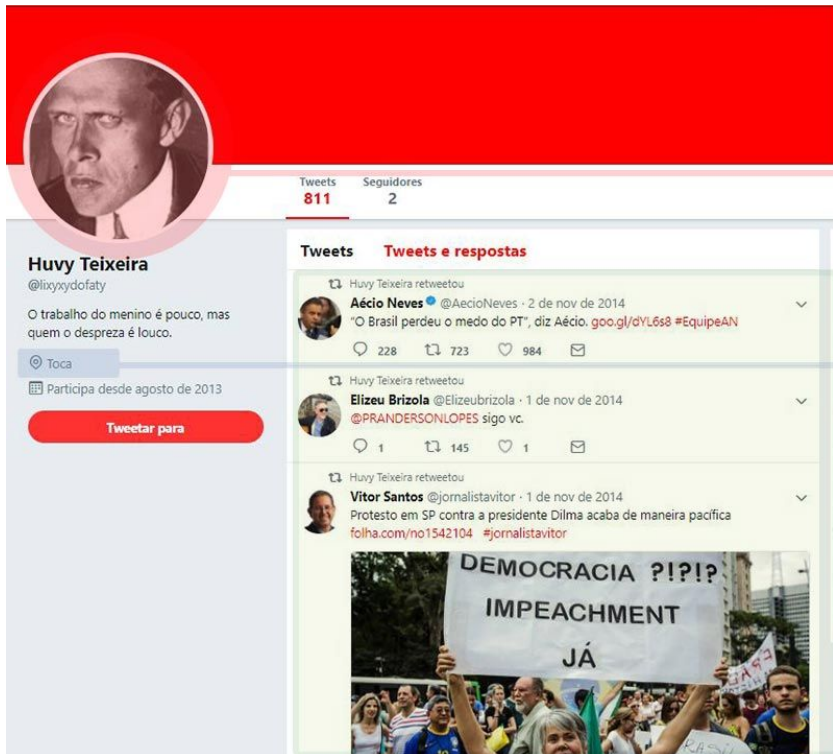 Tweets Seguidores
811 2
Huvy Teixeira
@lixyxydofaty
O trabalho do menino é pouco, mas
quem o despreza é louco.
Toca
Participa desde agosto de 2013
Tweetar para
Tweets Tweets e respostas
Huvy Teixeira retweetou
Aécio Neves @AecioNeves · 2 de nov de 2014
"O Brasil perdeu o medo do PT", diz Aécio. goo.gl/dYL6s8 #EquipeAN
228 723 984
Huvy Teixeira retweetou
Elizeu Brizola @Elizeubrizola · 1 de nov de 2014
@PRANDERSONLOPES sigo vc.
1 145 1
Huvy Teixeira retweetou
Vitor Santos @jornalistavitor · 1 de nov de 2014
Protesto em SP contra a presidente Dilma acaba de maneira pacífica
folha.com/no1542104 #jornalistavitor
DEMOCRACIA ?!?!?
IMPEACHMENT
JÁ